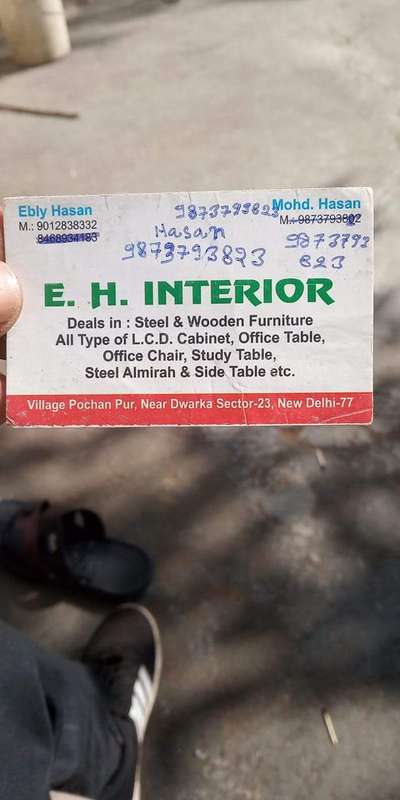 Ebly Hasan
M.: 9012838332
8468934183
9873793823
Mohd. Hasan
M.: 9873793802
Hasan
9873793823
9873793
823
E. H. INTERIOR
Deals in : Steel & Wooden Furniture
All Type of L.C.D. Cabinet, Office Table,
Office Chair, Study Table,
Steel Almirah & Side Table etc.
Village Pochan Pur, Near Dwarka Sector-23, New Delhi-77